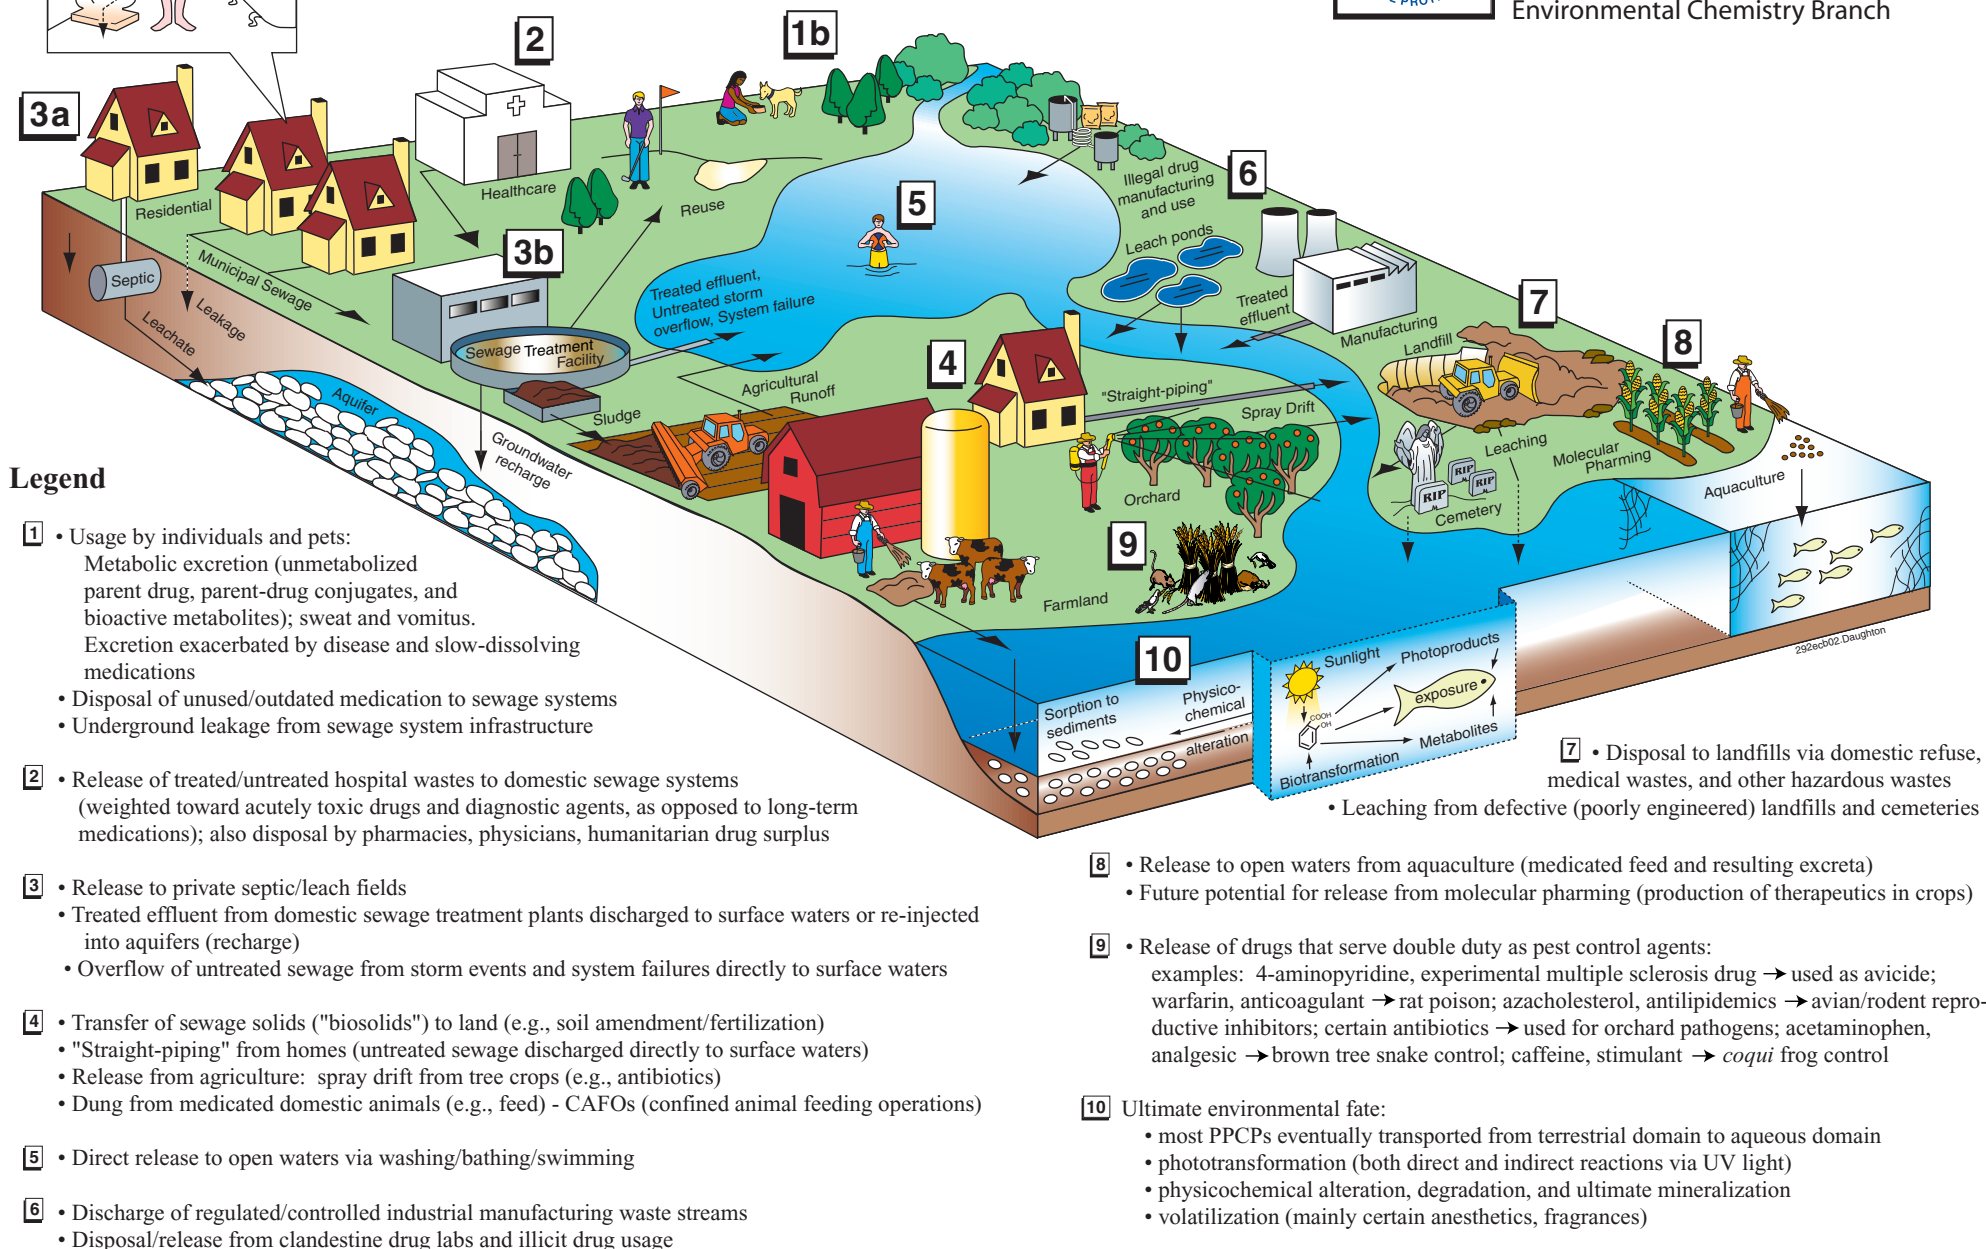 Environmental Chemistry Branch
1b
2
3a
Residential
Healthcare
Reuse
3b
5
6
Illegal drug
manufacturing
and use
Leach ponds
Septic
Municipal Sewage
Leakage
Leachate
Treated effluent,
Untreated storm
overflow, System failure
Treated
effluent
Manufacturing
7
Landfill
8
Sewage Treatment
Facility
Sludge
Agricultural
Runoff
4
"Straight-piping"
Spray Drift
Aquifer
Groundwater
recharge
Orchard
Leaching
Molecular
Pharming
Aquaculture
RIP
RIP
RIP
Cemetery
9
Farmland
10
Sorption to
sediments
Physico-
chemical
alteration
Sunlight
Photoproducts
exposure
COOH
OH
Metabolites
Biotransformation
292ecb02.Daughton
Legend
1 • Usage by individuals and pets:
Metabolic excretion (unmetabolized
parent drug, parent-drug conjugates, and
bioactive metabolites); sweat and vomitus.
Excretion exacerbated by disease and slow-dissolving
medications
• Disposal of unused/outdated medication to sewage systems
• Underground leakage from sewage system infrastructure
2 • Release of treated/untreated hospital wastes to domestic sewage systems
(weighted toward acutely toxic drugs and diagnostic agents, as opposed to long-term
medications); also disposal by pharmacies, physicians, humanitarian drug surplus
3 • Release to private septic/leach fields
• Treated effluent from domestic sewage treatment plants discharged to surface waters or re-injected
into aquifers (recharge)
• Overflow of untreated sewage from storm events and system failures directly to surface waters
4 • Transfer of sewage solids ("biosolids") to land (e.g., soil amendment/fertilization)
• "Straight-piping" from homes (untreated sewage discharged directly to surface waters)
• Release from agriculture: spray drift from tree crops (e.g., antibiotics)
• Dung from medicated domestic animals (e.g., feed) - CAFOs (confined animal feeding operations)
5 • Direct release to open waters via washing/bathing/swimming
6 • Discharge of regulated/controlled industrial manufacturing waste streams
• Disposal/release from clandestine drug labs and illicit drug usage
7 • Disposal to landfills via domestic refuse,
medical wastes, and other hazardous wastes
• Leaching from defective (poorly engineered) landfills and cemeteries
8 • Release to open waters from aquaculture (medicated feed and resulting excreta)
• Future potential for release from molecular pharming (production of therapeutics in crops)
9 • Release of drugs that serve double duty as pest control agents:
examples: 4-aminopyridine, experimental multiple sclerosis drug → used as avicide;
warfarin, anticoagulant → rat poison; azacholesterol, antilipidemics → avian/rodent repro-
ductive inhibitors; certain antibiotics → used for orchard pathogens; acetaminophen,
analgesic → brown tree snake control; caffeine, stimulant → coqui frog control
10 Ultimate environmental fate:
• most PPCPs eventually transported from terrestrial domain to aqueous domain
• phototransformation (both direct and indirect reactions via UV light)
• physicochemical alteration, degradation, and ultimate mineralization
• volatilization (mainly certain anesthetics, fragrances)